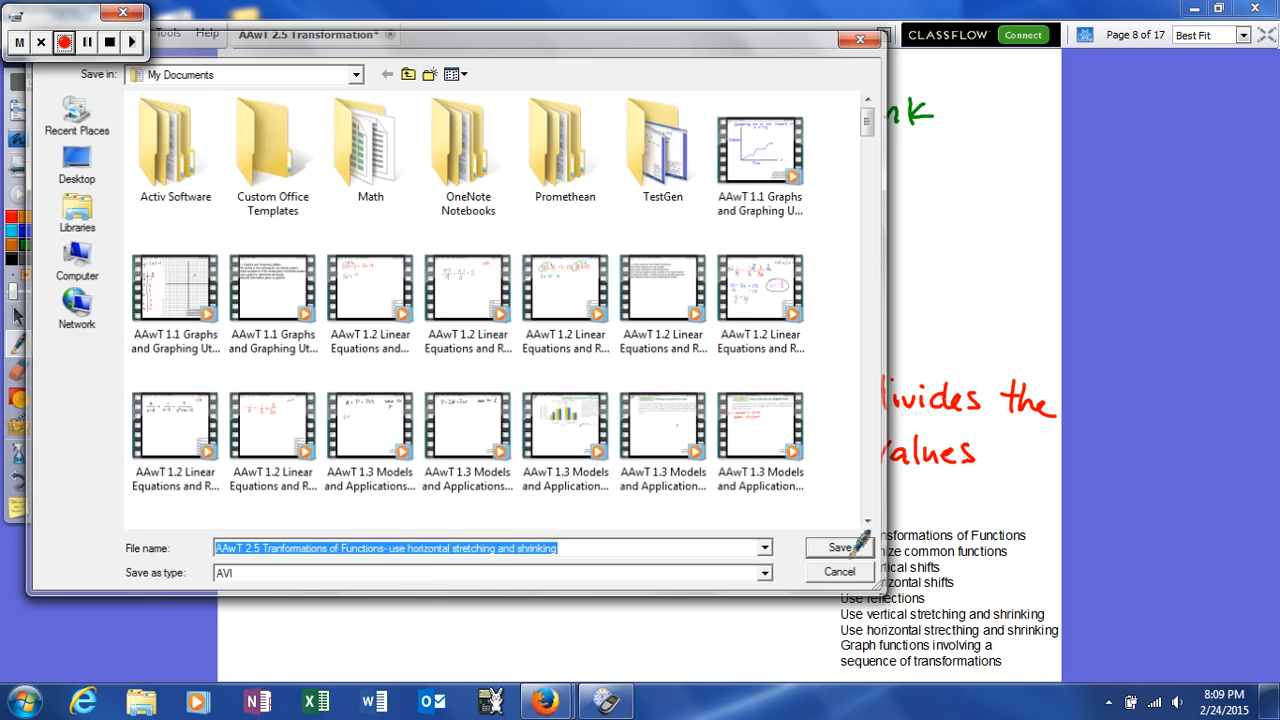 M
Tools Help AAwT 2.5 Transformation*
CLASSFLOW Connect
Page 8 of 17 Best Fit
Save in: My Documents
Recent Places
Desktop
Libraries
Computer
Network
Activ Software
Custom Office
Templates
Math
OneNote
Notebooks
Promethean
TestGen
AAwT 1.1 Graphs
and Graphing U...
AAwT 1.1 Graphs
and Graphing Ut...
AAwT 1.1 Graphs
and Graphing Ut...
AAwT 1.2 Linear
Equations and...
AAwT 1.2 Linear
Equations and R...
AAwT 1.2 Linear
Equations and R...
AAwT 1.2 Linear
Equations and R...
AAwT 1.2 Linear
Equations and R...
AAwT 1.2 Linear
Equations and R...
AAwT 1.2 Linear
Equations and R...
AAwT 1.3 Models
and Applications...
AAwT 1.3 Models
and Applications...
AAwT 1.3 Models
and Application...
AAwT 1.3 Models
and Application...
AAwT 1.3 Models
and Application...
File name: AAwT 2.5 Tranformations of Functions- use horizontal stretching and shrinking Save
Save as type: AVI Cancel
nk
ivides the
values
nsformations of Functions
nize common functions
rtical shifts
izontal shifts
Use reflections
Use vertical stretching and shrinking
Use horizontal strecthing and shrinking
Graph functions involving a
sequence of transformations
8:09 PM
2/24/2015